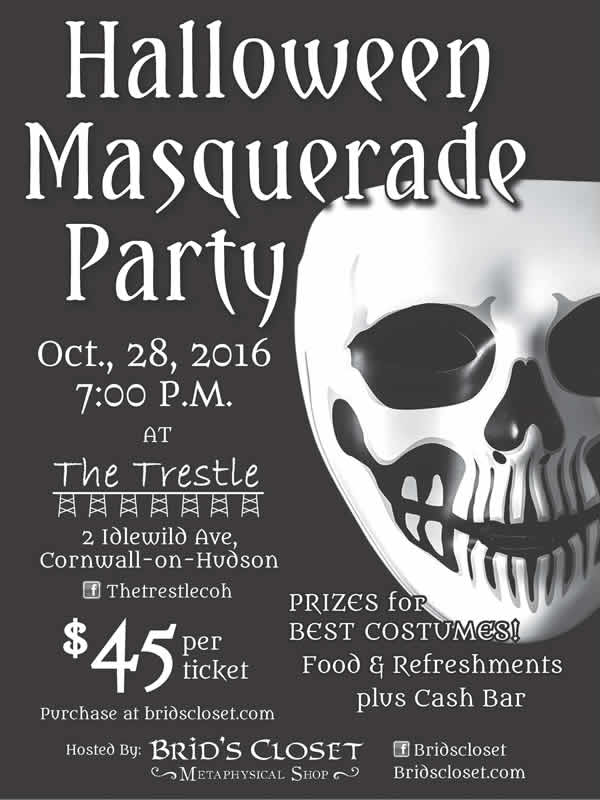 Halloween
Masquerade
Party
Oct., 28, 2016
7:00 P.M.
AT
The Trestle
2 Idlewild Ave,
Cornwall-on-Hudson
f Thetrestlecoh
$45 per ticket
Purchase at bridscloset.com
PRIZES for
BEST COSTUMES!
Food & Refreshments
plus Cash Bar
Hosted By: BRID'S CLOSET
METAPHYSICAL SHOP
f Bridscloset
Bridscloset.com